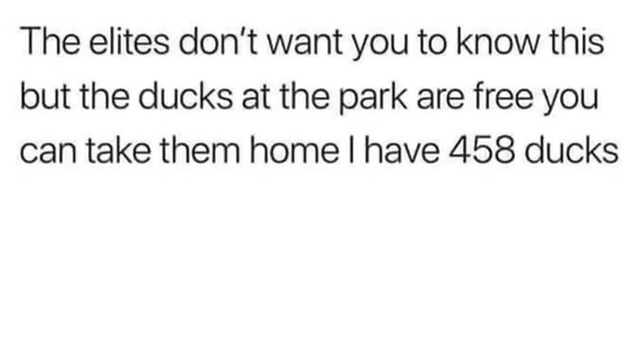 The elites don't want you to know this
but the ducks at the park are free you
can take them home I have 458 ducks